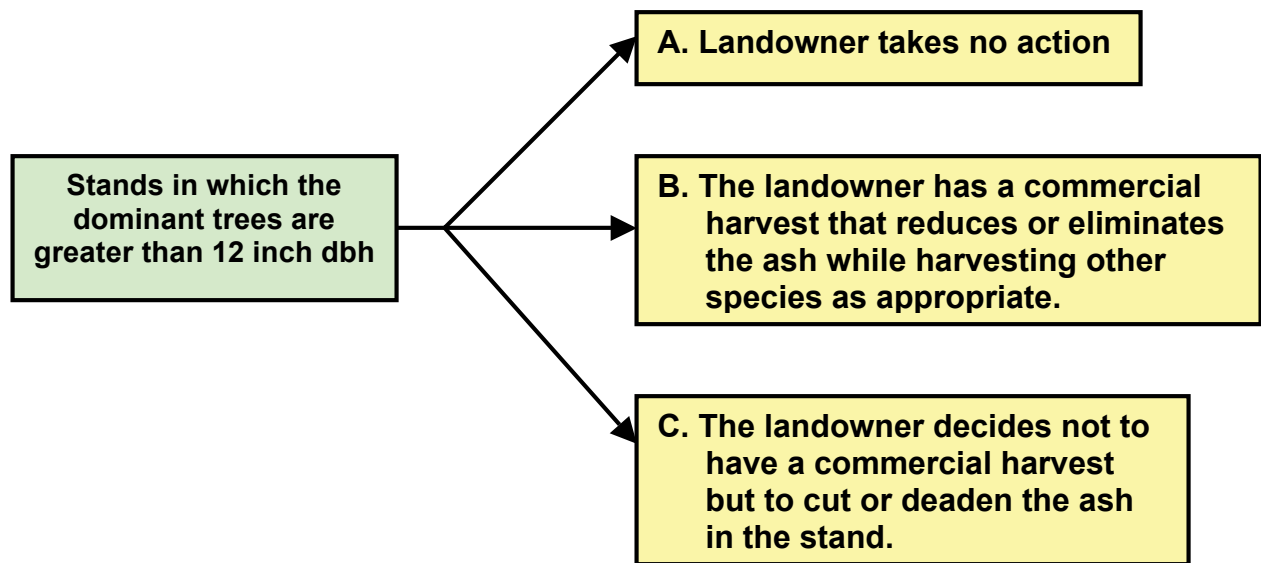 A. Landowner takes no action
Stands in which the
dominant trees are
greater than 12 inch dbh
B. The landowner has a commercial
harvest that reduces or eliminates
the ash while harvesting other
species as appropriate.
C. The landowner decides not to
have a commercial harvest
but to cut or deaden the ash
in the stand.